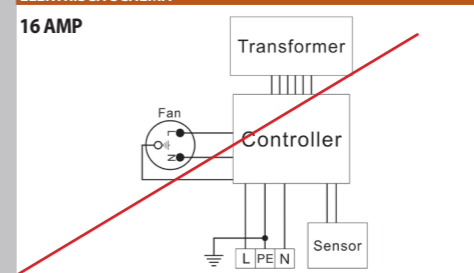 16 AMP
Transformer
Fan
L
N
Controller
L PE N
Sensor